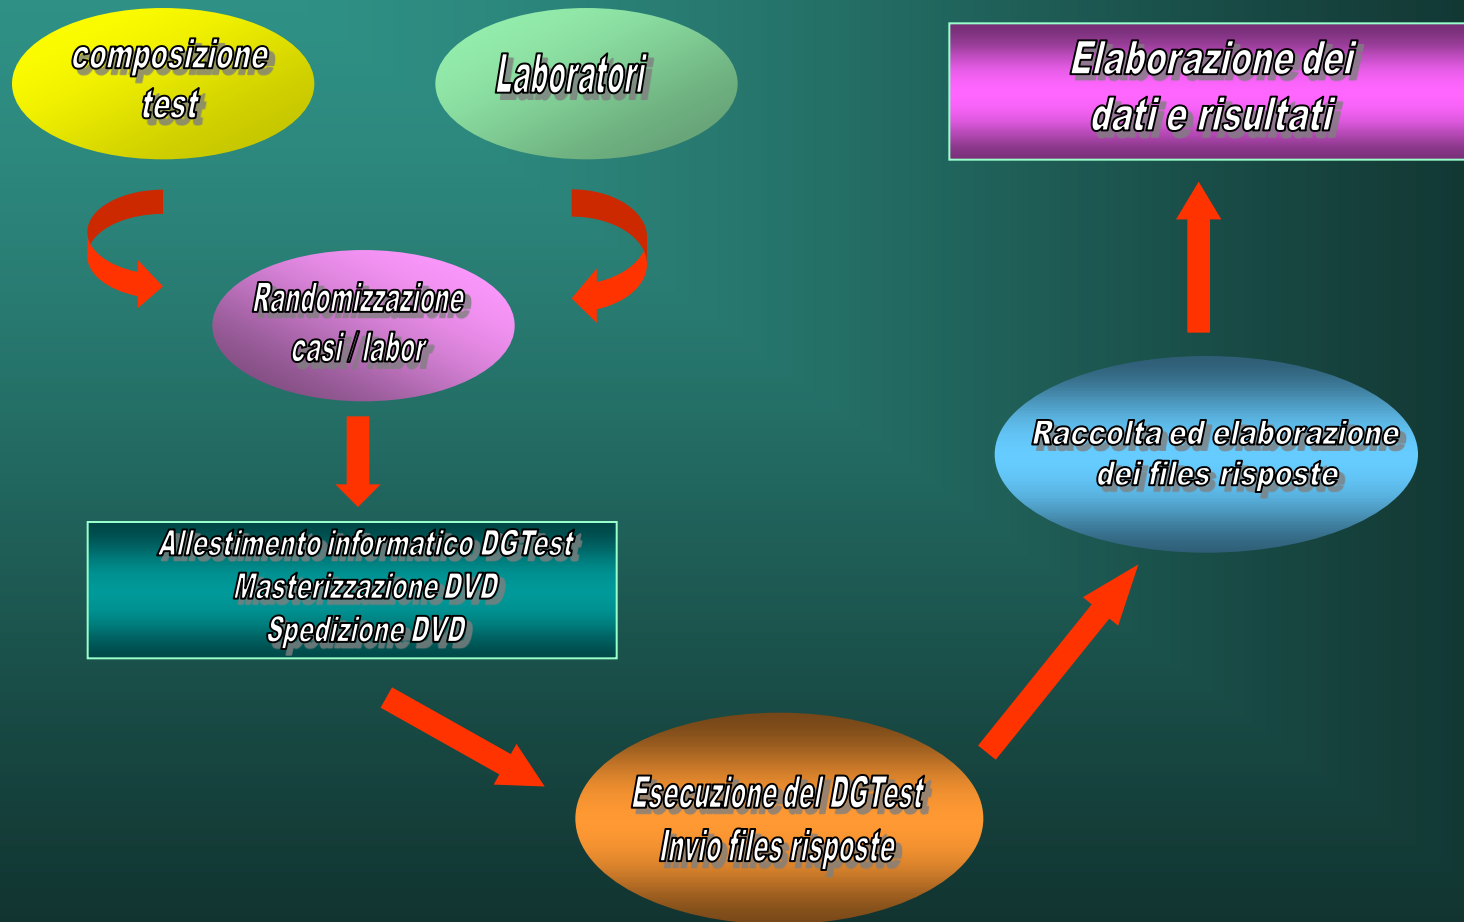 composizione
test
Laboratori
Elaborazione dei
dati e risultati
Randomizzazione
casi / labor
Raccolta ed elaborazione
dei files risposte
Allestimento informatico DGTest
Masterizzazione DVD
Spedizione DVD
Esecuzione del DGTest
Invio files risposte